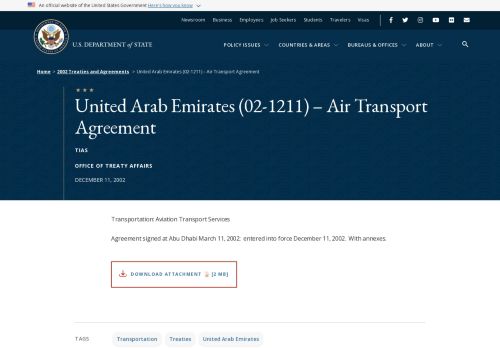 An official website of the United States Government Here's how you know
Newsroom Business Employees Job Seekers Students Travelers Visas
U.S. DEPARTMENT of STATE
POLICY ISSUES COUNTRIES & AREAS BUREAUS & OFFICES ABOUT
Home > 2002 Treaties and Agreements > United Arab Emirates (02-1211) – Air Transport Agreement
United Arab Emirates (02-1211) – Air Transport
Agreement
TIAS
OFFICE OF TREATY AFFAIRS
DECEMBER 11, 2002
Transportation: Aviation Transport Services
Agreement signed at Abu Dhabi March 11, 2002; entered into force December 11, 2002. With annexes.
DOWNLOAD ATTACHMENT [2 MB]
TAGS Transportation Treaties United Arab Emirates